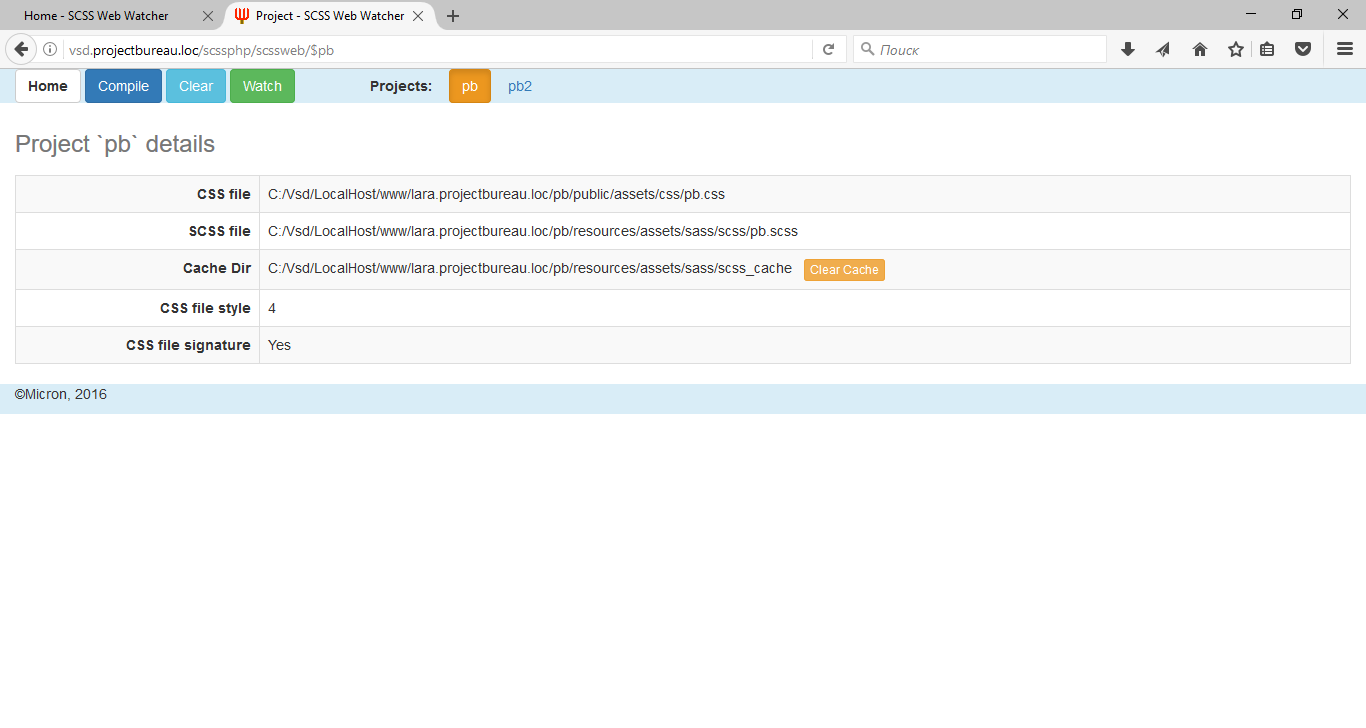 Home - SCSS Web Watcher
Project - SCSS Web Watcher
vsd.projectbureau.loc/scssphp/scssweb/$pb
Поиск
Home Compile Clear Watch Projects: pb pb2
Project `pb` details
CSS file C:/Vsd/LocalHost/www/lara.projectbureau.loc/pb/public/assets/css/pb.css
SCSS file C:/Vsd/LocalHost/www/lara.projectbureau.loc/pb/resources/assets/sass/scss/pb.scss
Cache Dir C:/Vsd/LocalHost/www/lara.projectbureau.loc/pb/resources/assets/sass/scss_cache Clear Cache
CSS file style 4
CSS file signature Yes
©Micron, 2016